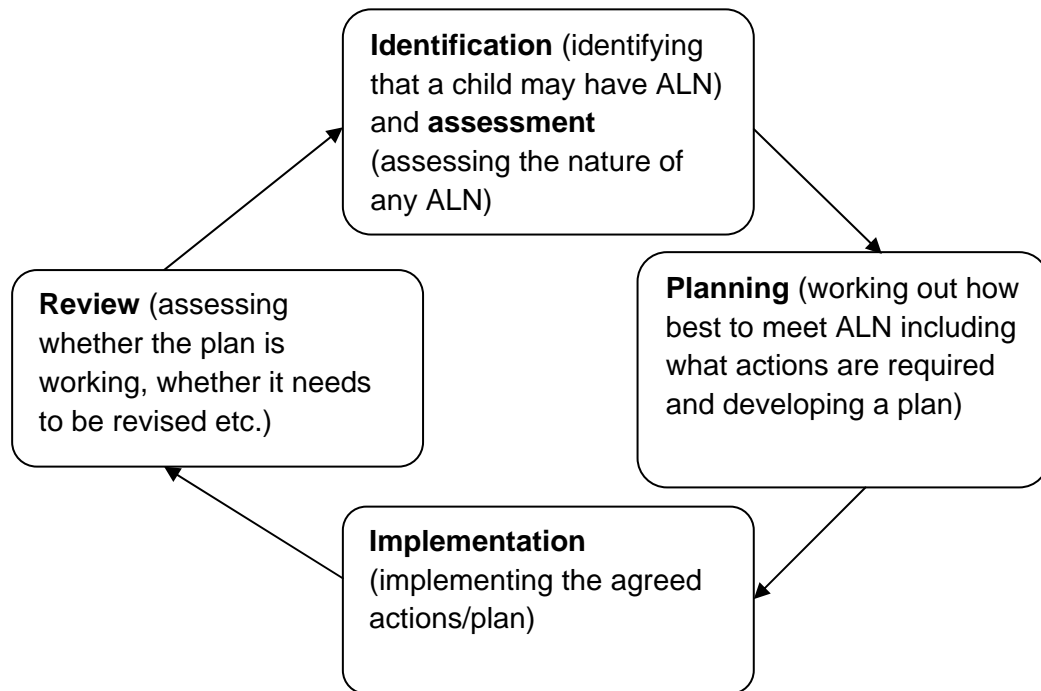 Identification (identifying
that a child may have ALN)
and assessment
(assessing the nature of
any ALN)
Planning (working out how
best to meet ALN including
what actions are required
and developing a plan)
Implementation
(implementing the agreed
actions/plan)
Review (assessing
whether the plan is
working, whether it needs
to be revised etc.)